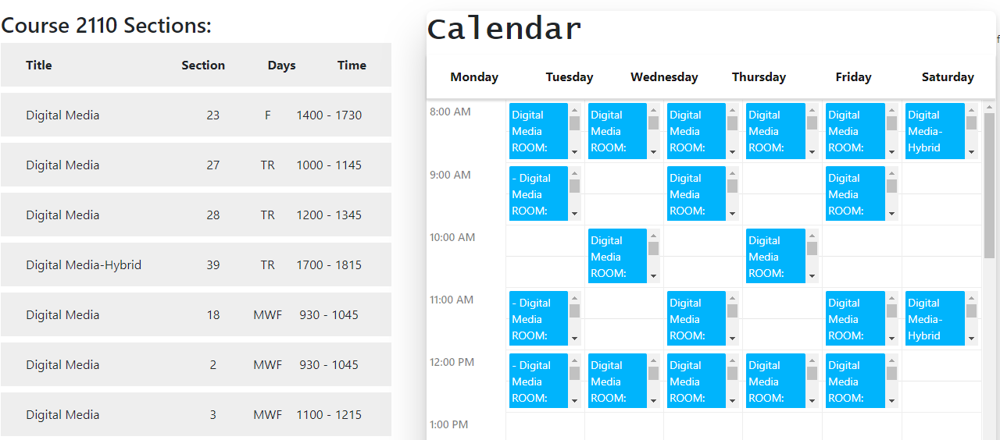 Course 2110 Sections:
Title Section Days Time
Digital Media 23 F 1400 - 1730
Digital Media 27 TR 1000 - 1145
Digital Media 28 TR 1200 - 1345
Digital Media-Hybrid 39 TR 1700 - 1815
Digital Media 18 MWF 930 - 1045
Digital Media 2 MWF 930 - 1045
Digital Media 3 MWF 1100 - 1215
Calendar
f
Monday Tuesday Wednesday Thursday Friday Saturday
8:00 AM
Digital Digital Digital Digital Digital Digital
Media Media Media Media Media Media-
ROOM: ROOM: ROOM: ROOM: ROOM: Hybrid
9:00 AM
- Digital Digital Digital
Media Media Media
ROOM: ROOM: ROOM:
10:00 AM
Digital Digital
Media Media
ROOM: ROOM:
11:00 AM
- Digital Digital Digital Digital
Media Media Media Media-
ROOM: ROOM: ROOM: Hybrid
12:00 PM
- Digital Digital Digital Digital Digital
Media Media Media Media Media
ROOM: ROOM: ROOM: ROOM: ROOM:
1:00 PM